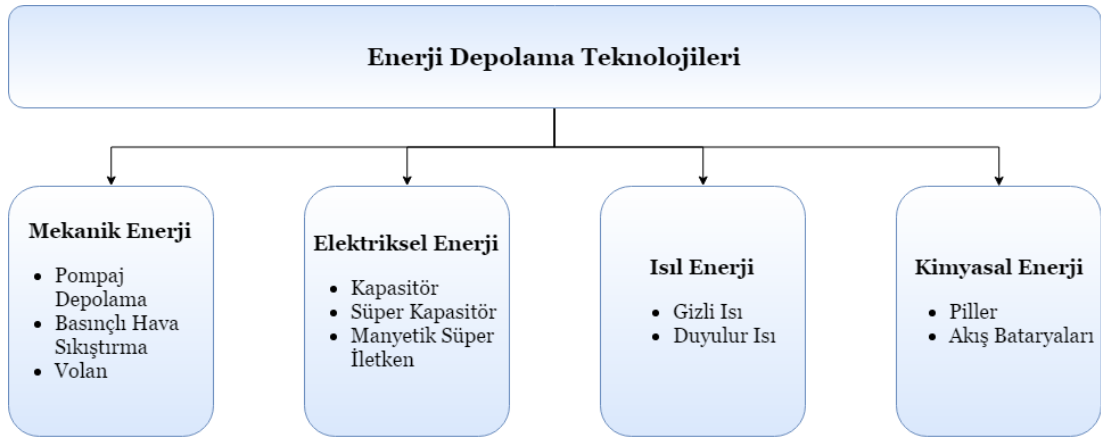 Enerji Depolama Teknolojileri
Mekanik Enerji
• Pompaj
Depolama
• Basınçlı Hava
Sıkıştırma
• Volan
Elektriksel Enerji
• Kapasitör
• Süper Kapasitör
• Manyetik Süper
İletken
Isıl Enerji
• Gizli Isı
• Duyulur Isı
Kimyasal Enerji
• Piller
• Akış Bataryaları